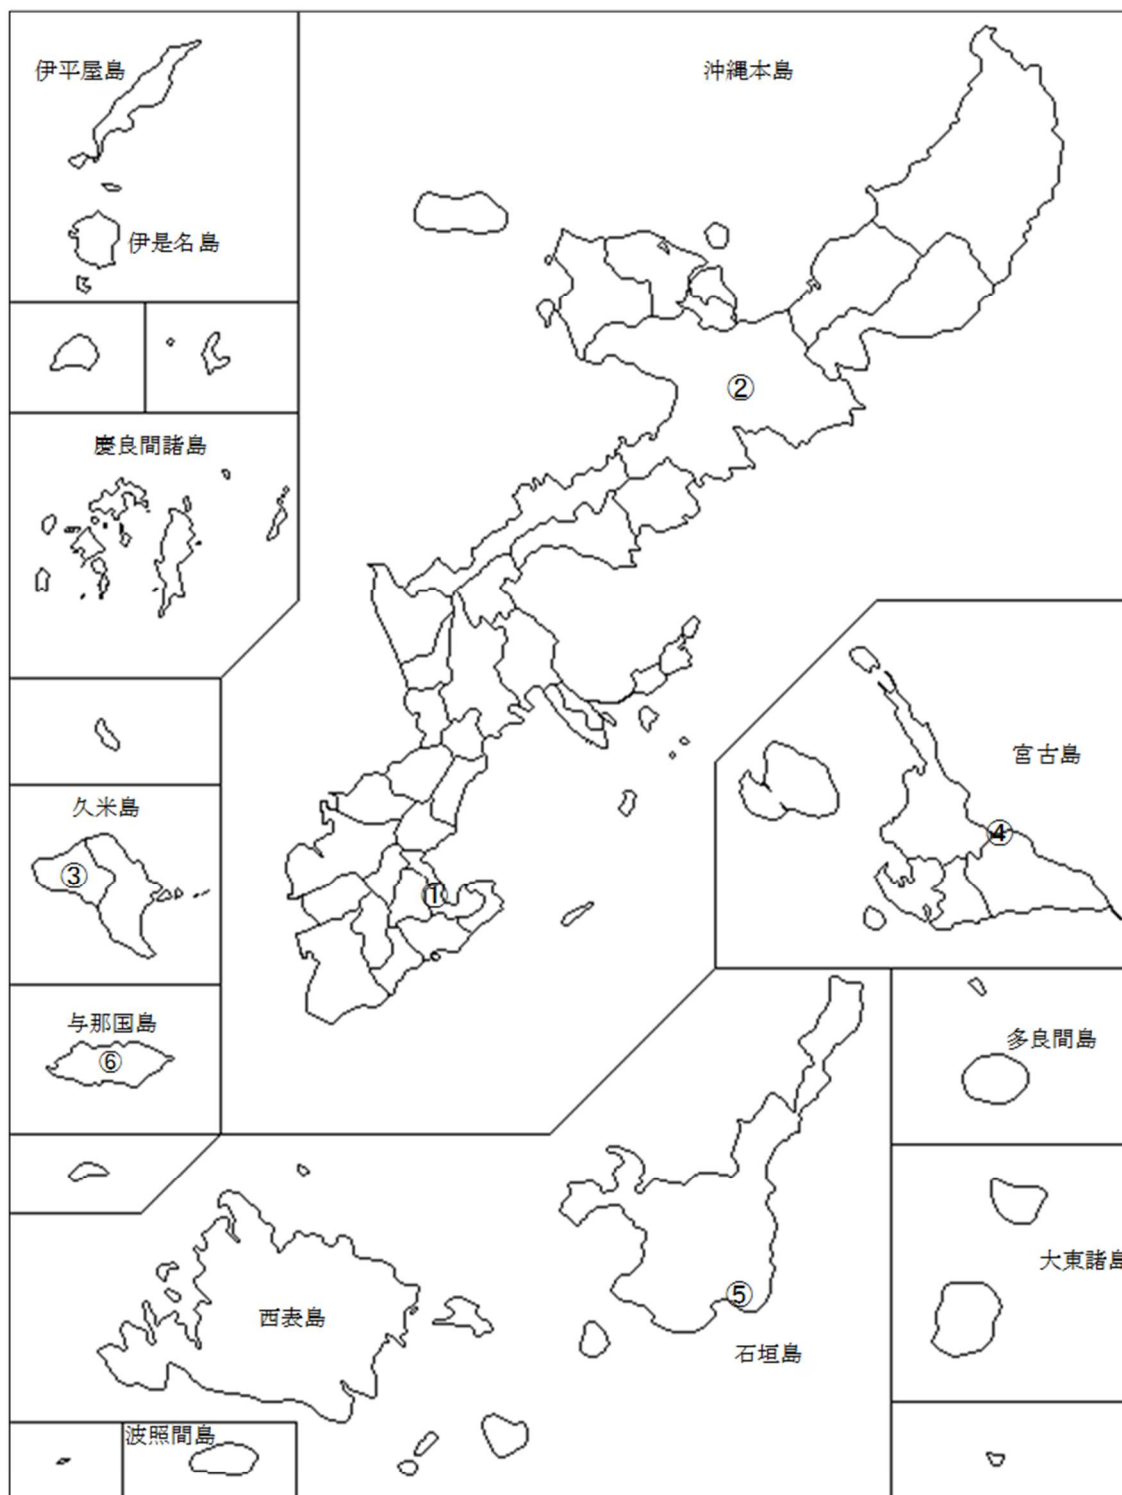 伊平屋島
沖縄本島
伊是名島
②
慶良間諸島
宮古島
久米島
④
③
①
与那国島
⑥
多良間島
大東諸島
⑤
西表島
石垣島
波照間島